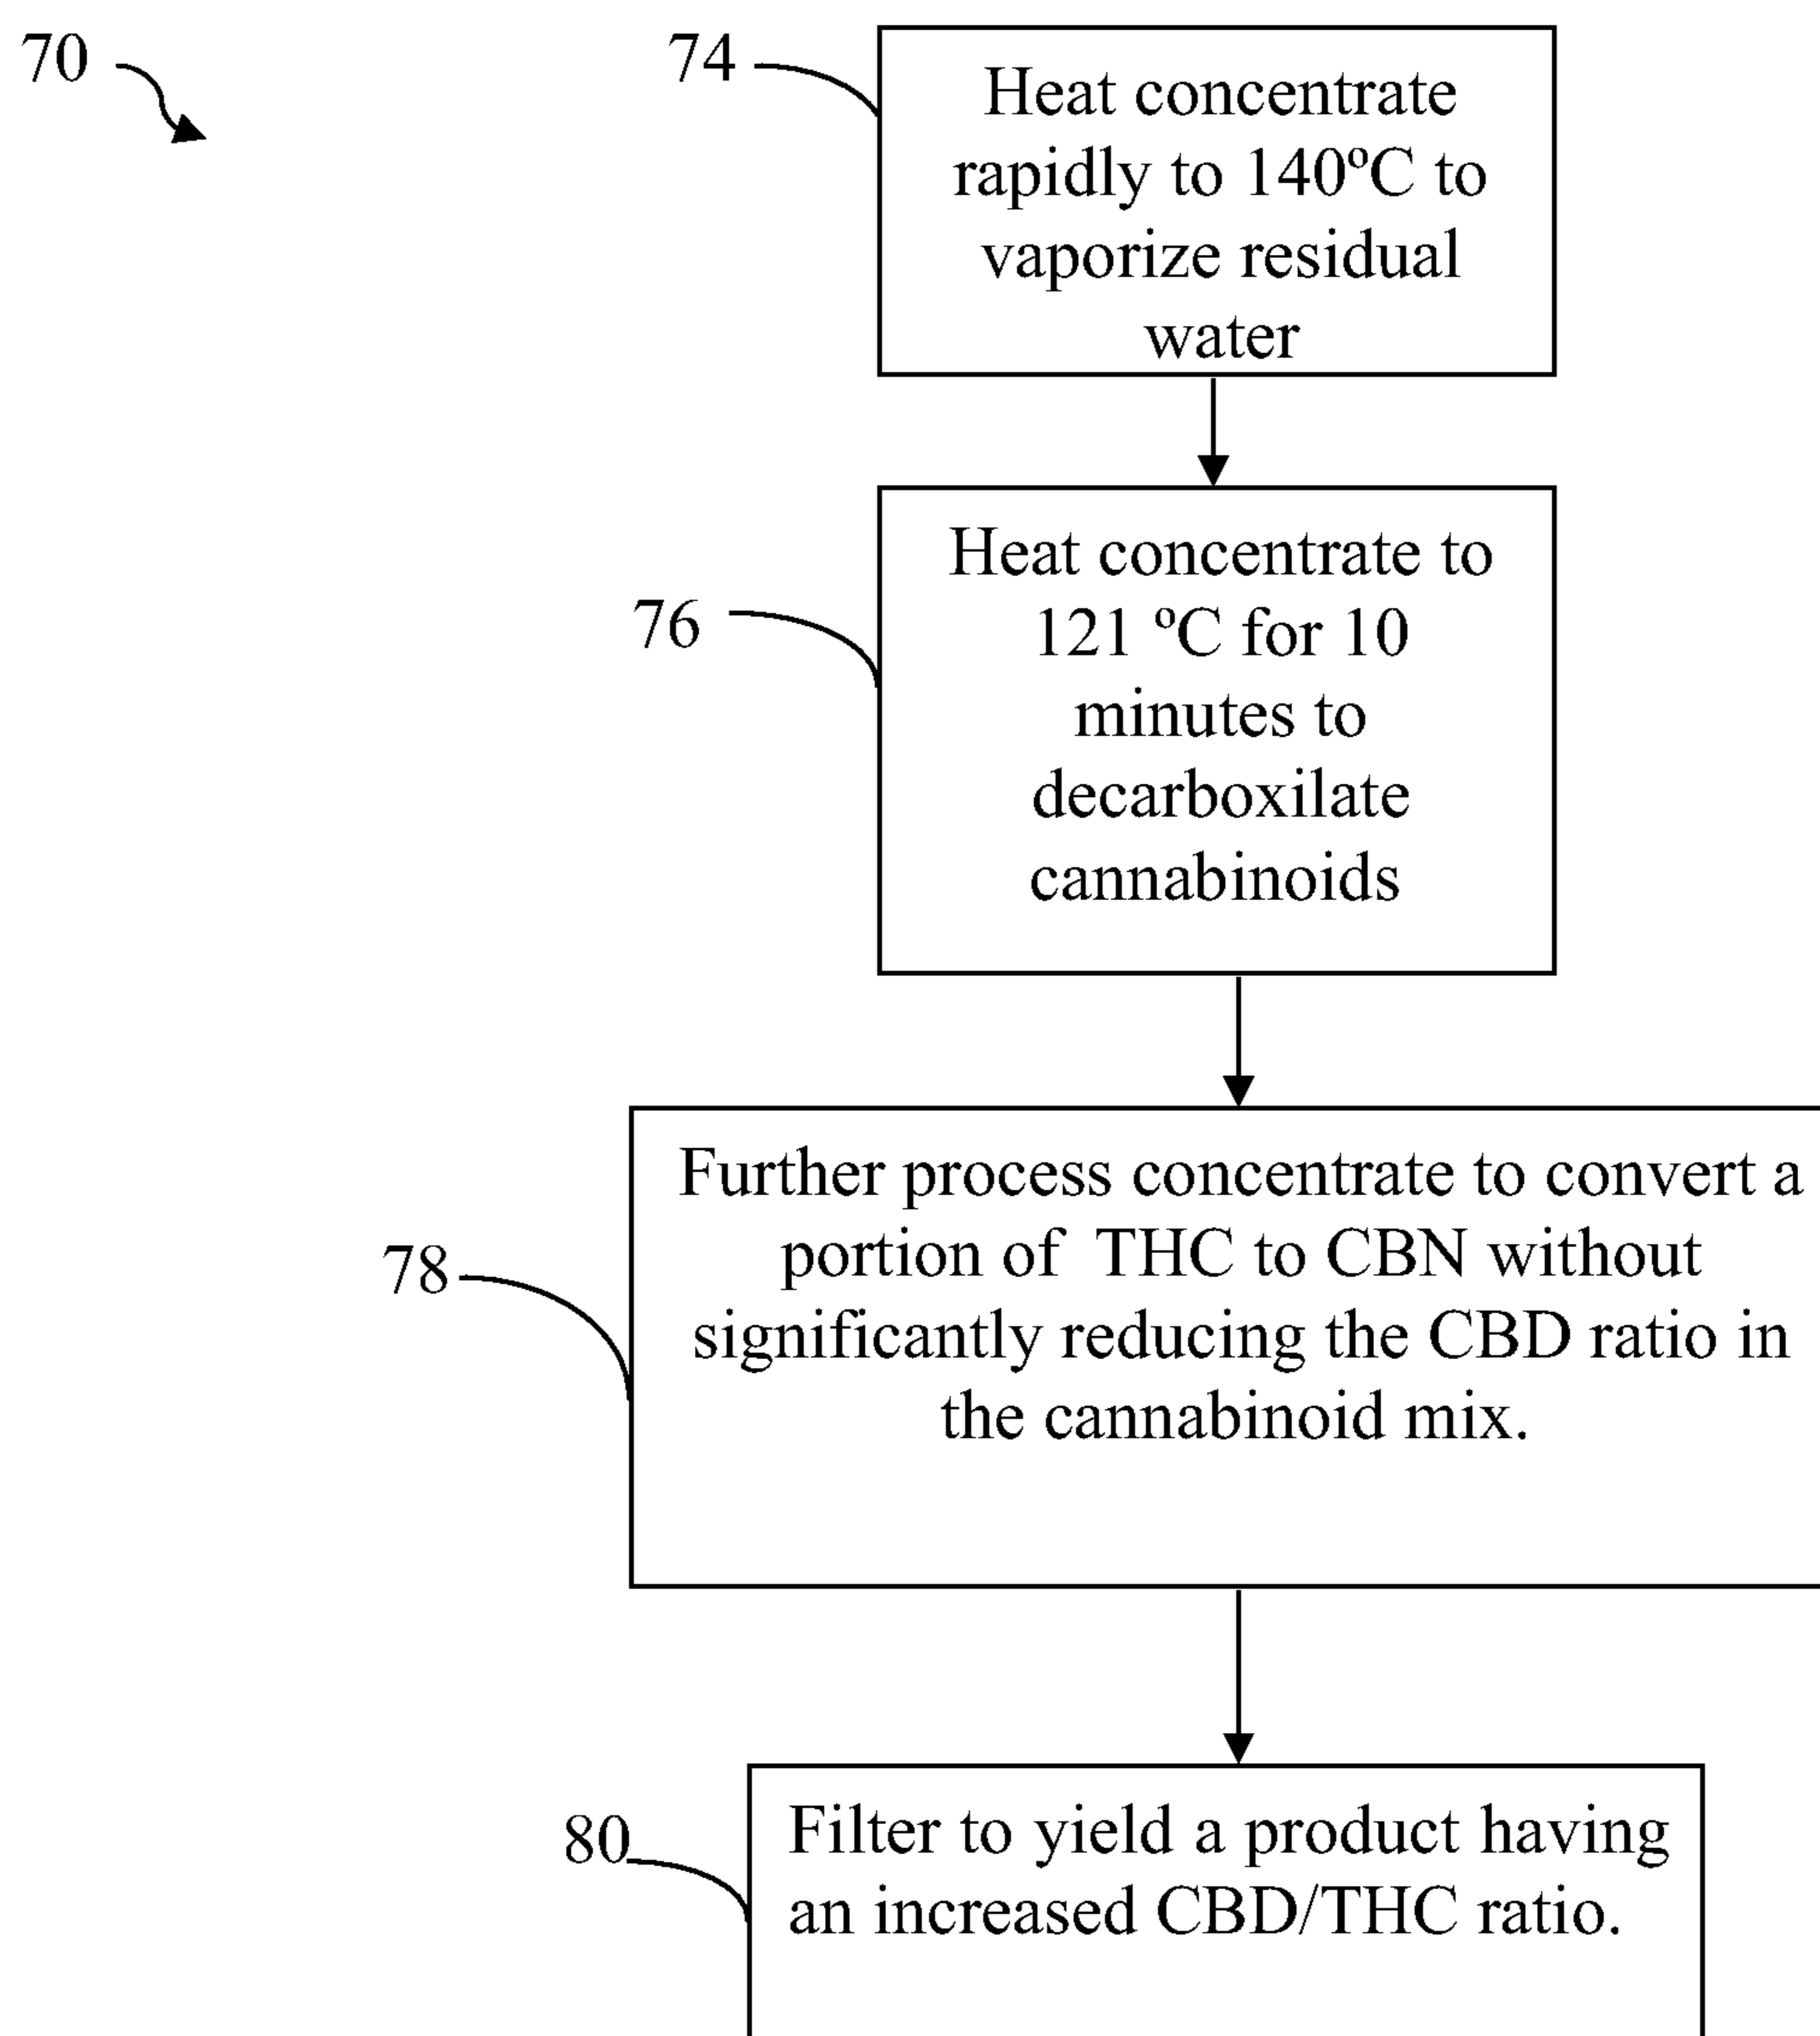 70
74
Heat concentrate
rapidly to 140ºC to
vaporize residual
water
76
Heat concentrate to
121 ºC for 10
minutes to
decarboxilate
cannabinoids
78
Further process concentrate to convert a
portion of THC to CBN without
significantly reducing the CBD ratio in
the cannabinoid mix.
80
Filter to yield a product having
an increased CBD/THC ratio.